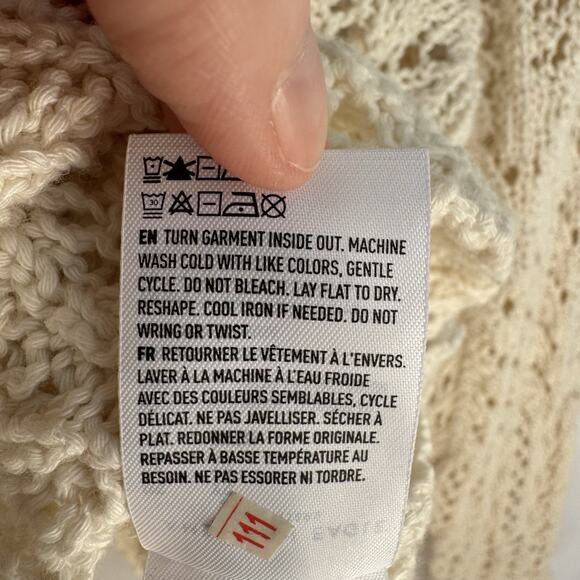 30
EN TURN GARMENT INSIDE OUT. MACHINE
WASH COLD WITH LIKE COLORS, GENTLE
CYCLE. DO NOT BLEACH. LAY FLAT TO DRY.
RESHAPE. COOL IRON IF NEEDED. DO NOT
WRING OR TWIST.
FR RETOURNER LE VÊTEMENT À L'ENVERS.
LAVER À LA MACHINE À L'EAU FROIDE
AVEC DES COULEURS SEMBLABLES, CYCLE
DÉLICAT. NE PAS JAVELLISER. SÉCHER À
PLAT. REDONNER LA FORME ORIGINALE.
REPASSER À BASSE TEMPÉRATURE AU
BESOIN. NE PAS ESSORER NI TORDRE.
111
EAGLE